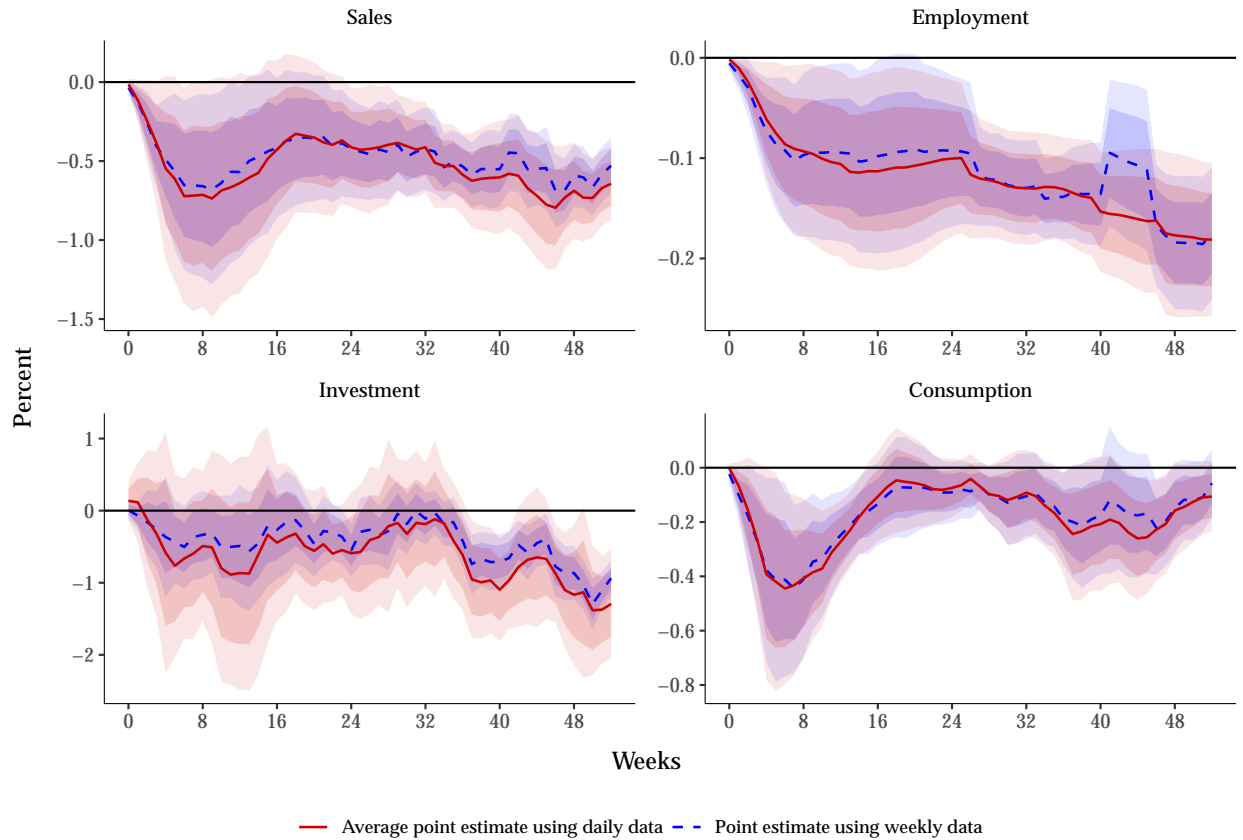 Sales
Employment
0.0
−0.5
−1.0
−1.5
0 8 16 24 32 40 48
0.0
−0.1
−0.2
0 8 16 24 32 40 48
Percent
Investment
Consumption
1
0
−1
−2
0 8 16 24 32 40 48
0.0
−0.2
−0.4
−0.6
−0.8
0 8 16 24 32 40 48
Weeks
Average point estimate using daily data Point estimate using weekly data